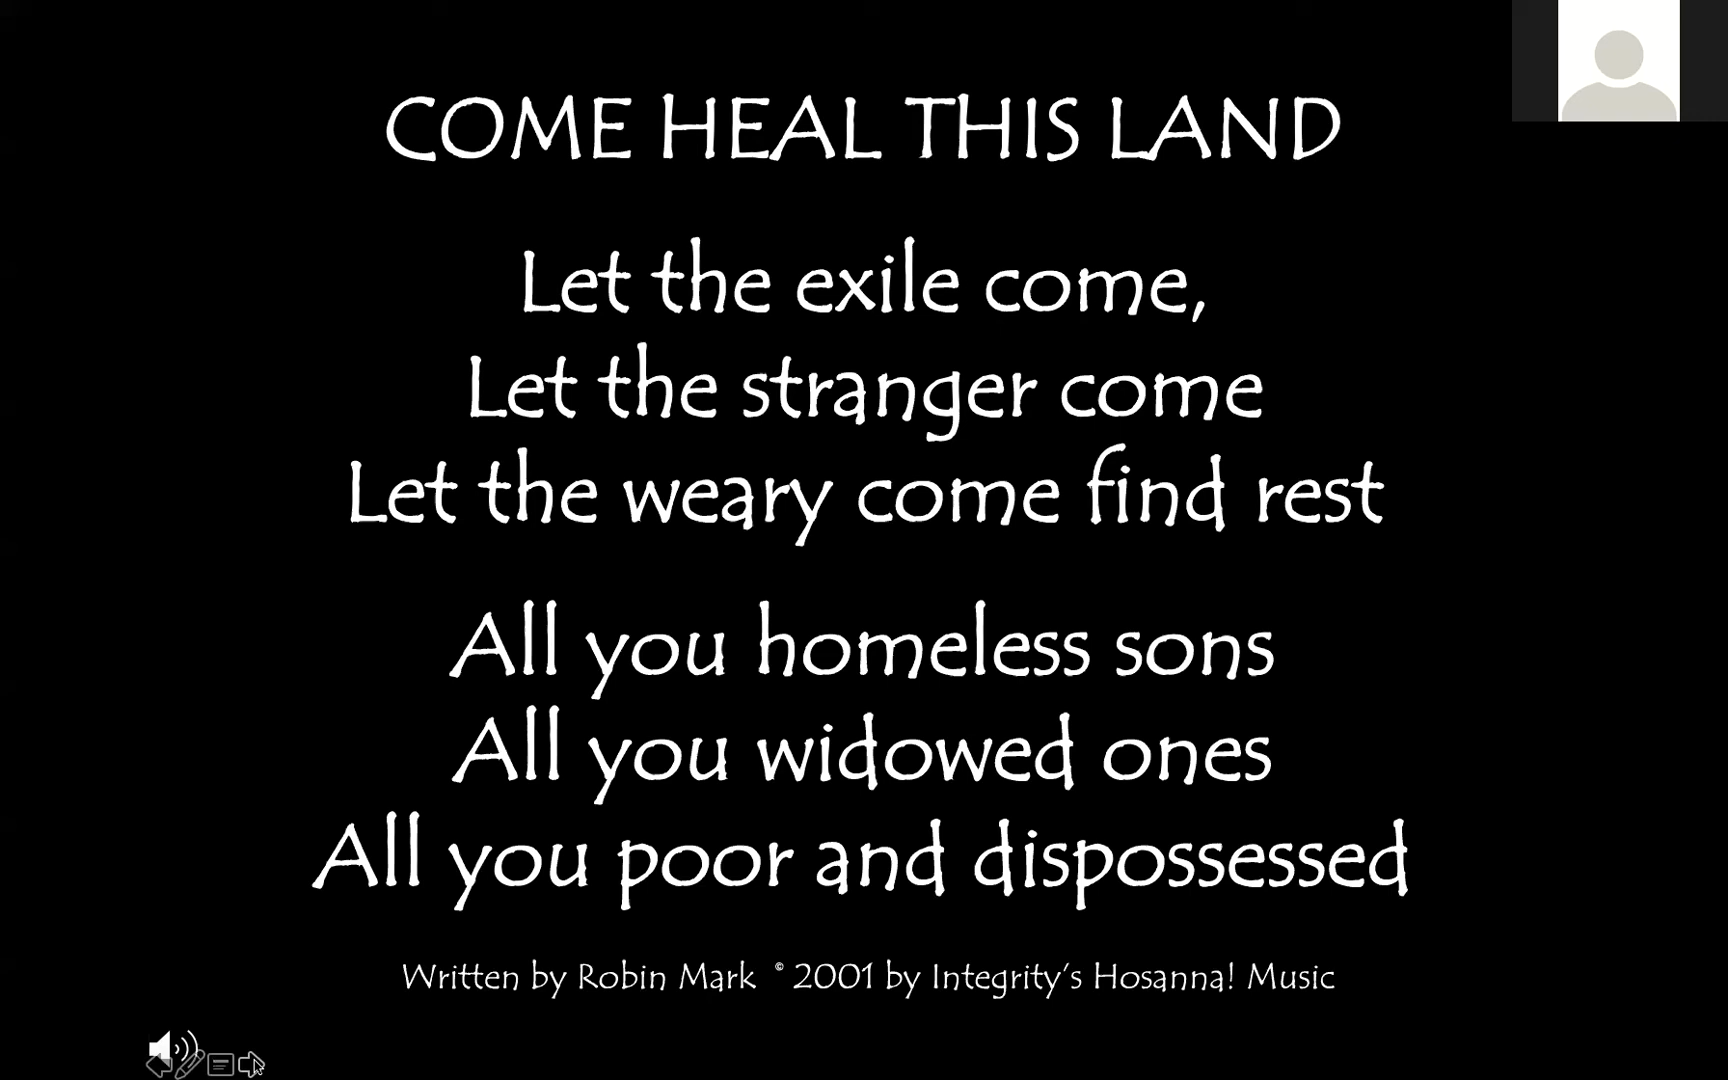 COME HEAL THIS LAND
Let the exile come,
Let the stranger come
Let the weary come find rest
All you homeless sons
All you widowed ones
All you poor and dispossessed
Written by Robin Mark © 2001 by Integrity's Hosanna! Music